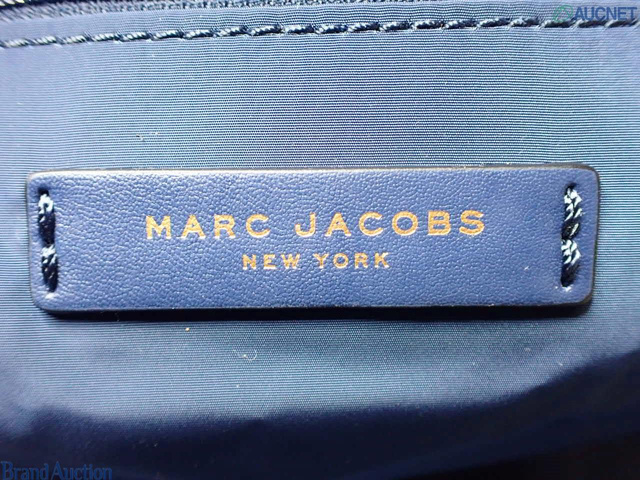 AUCNET
MARC JACOBS
NEW YORK
Brand Auction